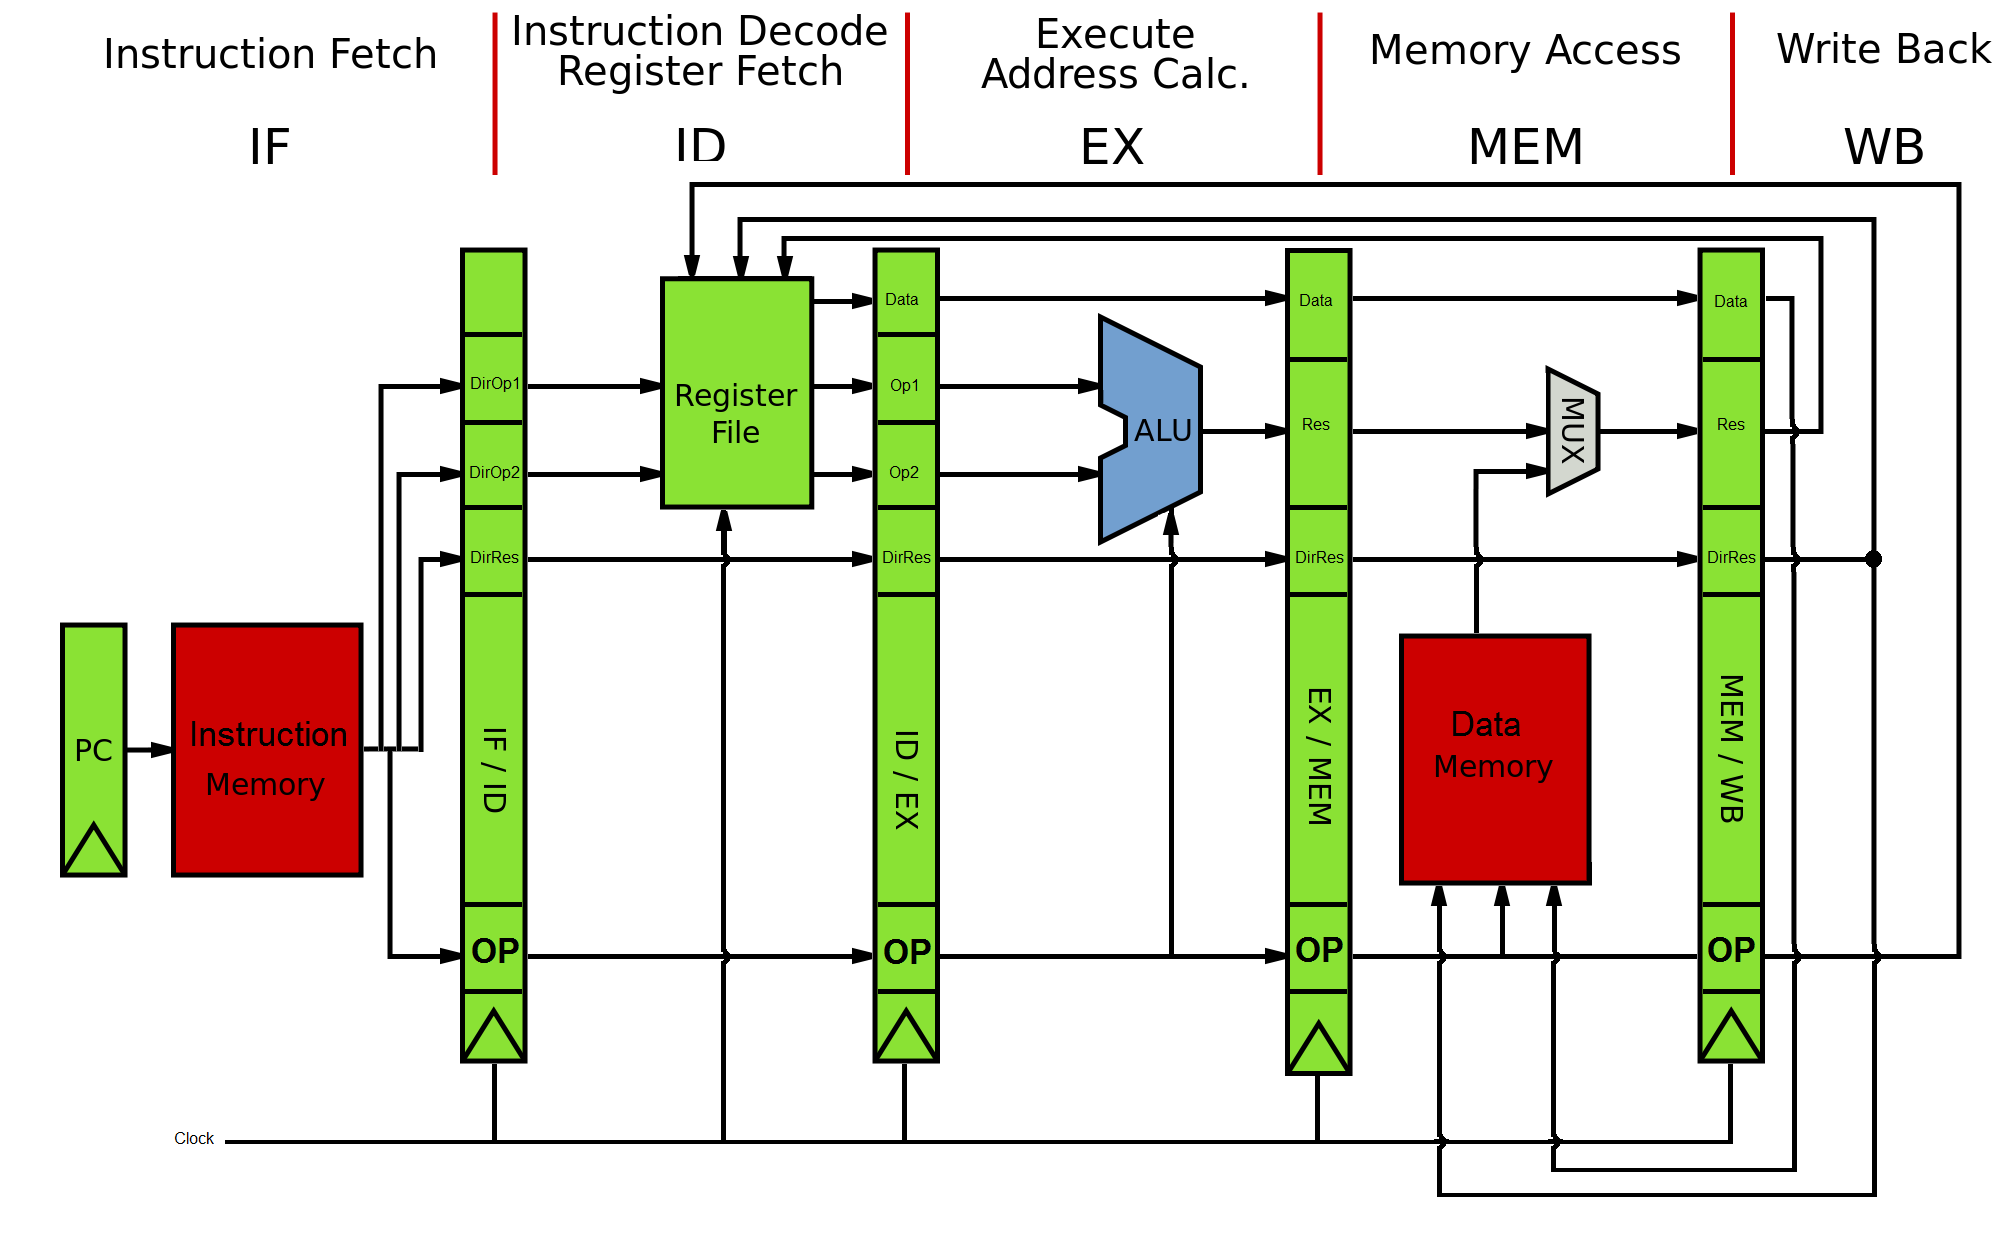 Instruction Fetch
IF
Instruction Decode
Register Fetch
ID
Execute
Address Calc.
EX
Memory Access
MEM
Write Back
WB
PC
Instruction
Memory
DirOp1
DirOp2
DirRes
IF / ID
OP
Register
File
Data
Op1
Op2
DirRes
ID / EX
OP
ALU
Data
Res
DirRes
EX / MEM
OP
MUX
Data
Memory
Data
Res
DirRes
MEM / WB
OP
Clock